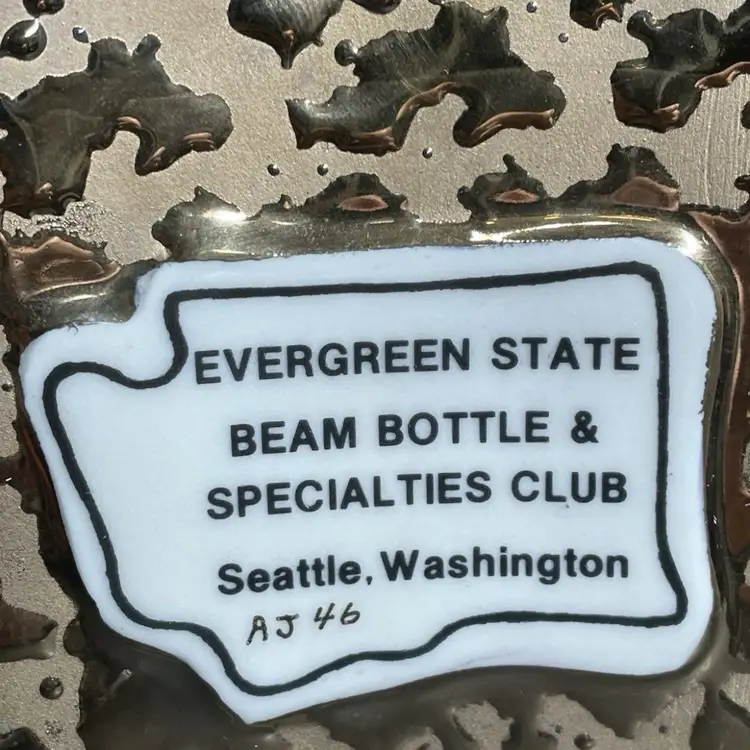 EVERGREEN STATE
BEAM BOTTLE &
SPECIALTIES CLUB
Seattle, Washington
AJ 46